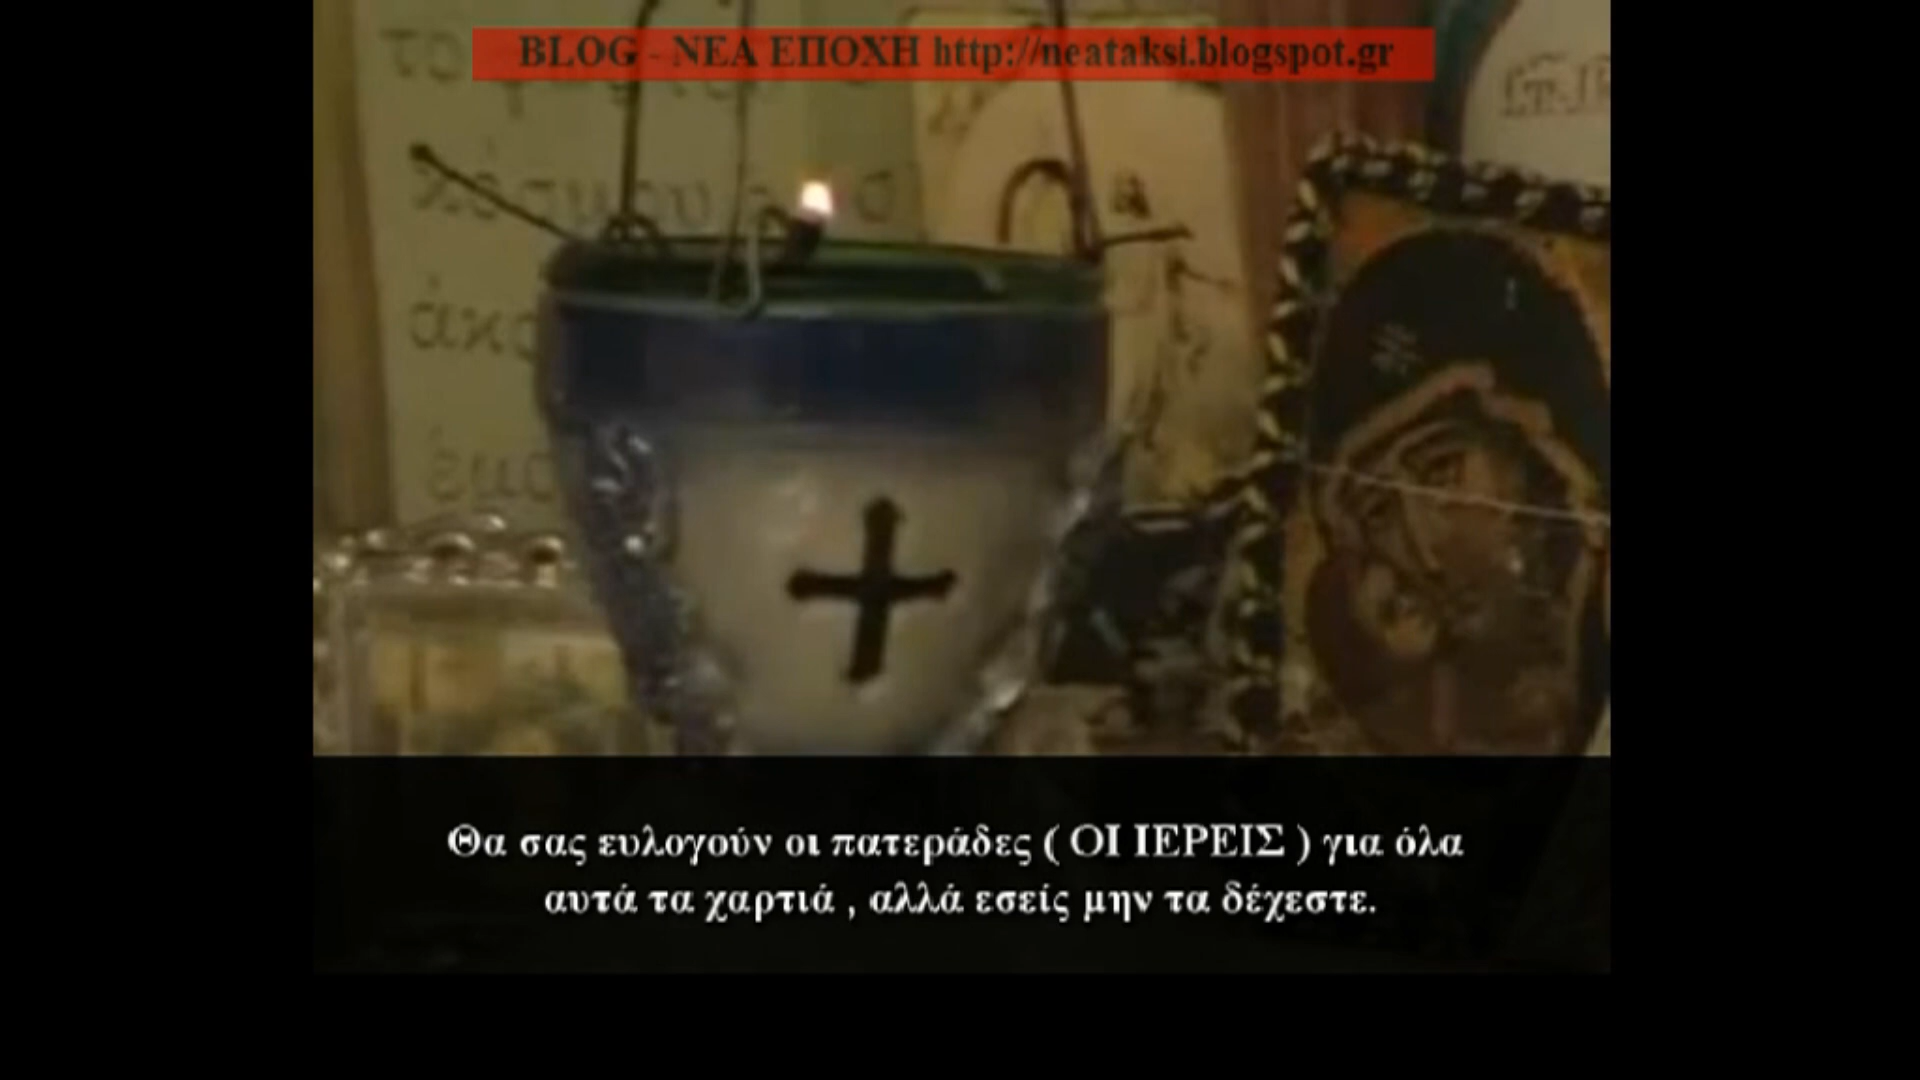 BLOG - ΝΕΑ ΕΠΟΧΗ http://neataksi.blogspot.gr
Θα σας ευλογούν οι πατεράδες ( ΟΙ ΙΕΡΕΙΣ ) για όλα
αυτά τα χαρτιά , αλλά εσείς μην τα δέχεστε.